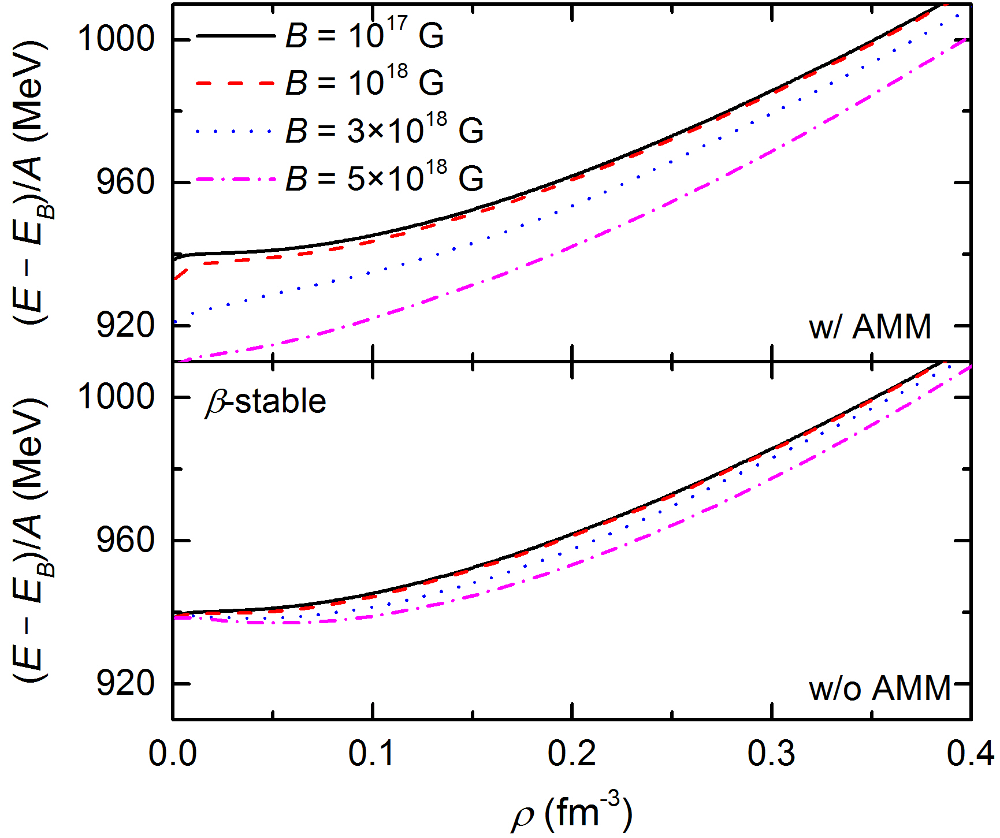 (E − E_B)/A (MeV)
1000
960
920
B = 10^17 G
B = 10^18 G
B = 3×10^18 G
B = 5×10^18 G
w/ AMM
(E − E_B)/A (MeV)
1000
960
920
β-stable
w/o AMM
0.0 0.1 0.2 0.3 0.4
ρ (fm^-3)